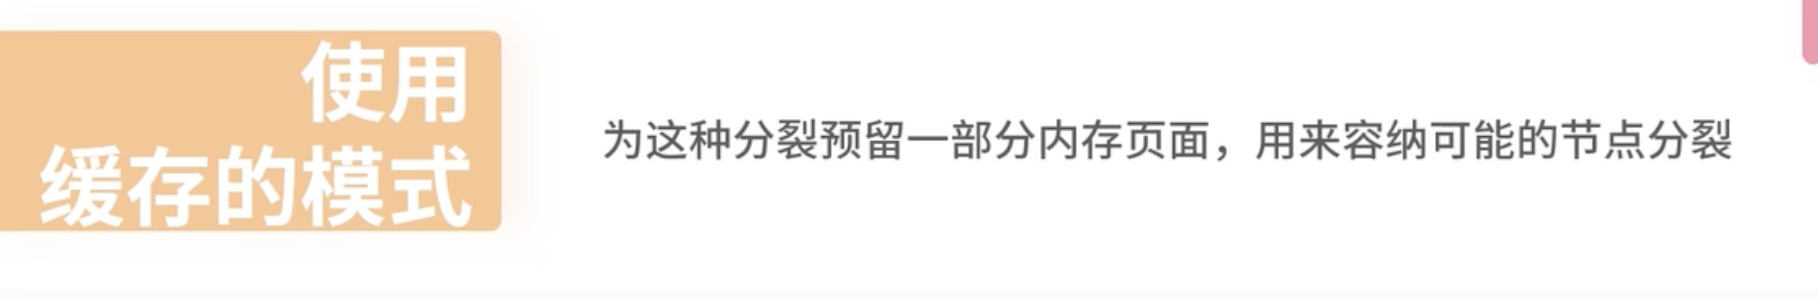 使用
缓存的模式
为这种分裂预留一部分内存页面，用来容纳可能的节点分裂